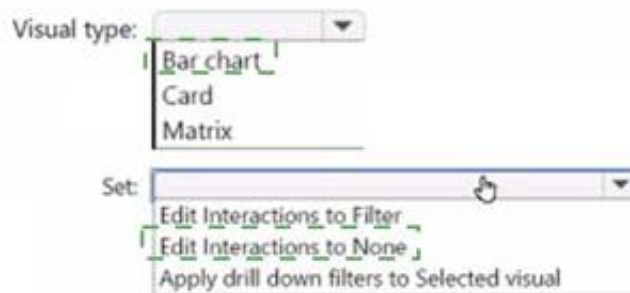 Visual type:
Bar chart
Card
Matrix
Set:
Edit Interactions to Filter
Edit Interactions to None
Apply drill down filters to Selected visual